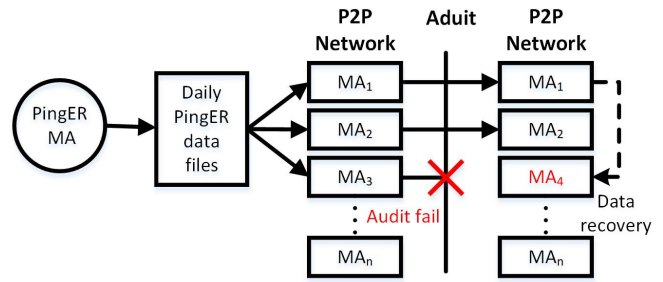 PingER
MA
Daily
PingER
data
files
P2P
Network
MA₁
MA₂
MA₃
⋮
MAₙ
Aduit
Audit fail
P2P
Network
MA₁
MA₂
MA₄
⋮
MAₙ
Data
recovery